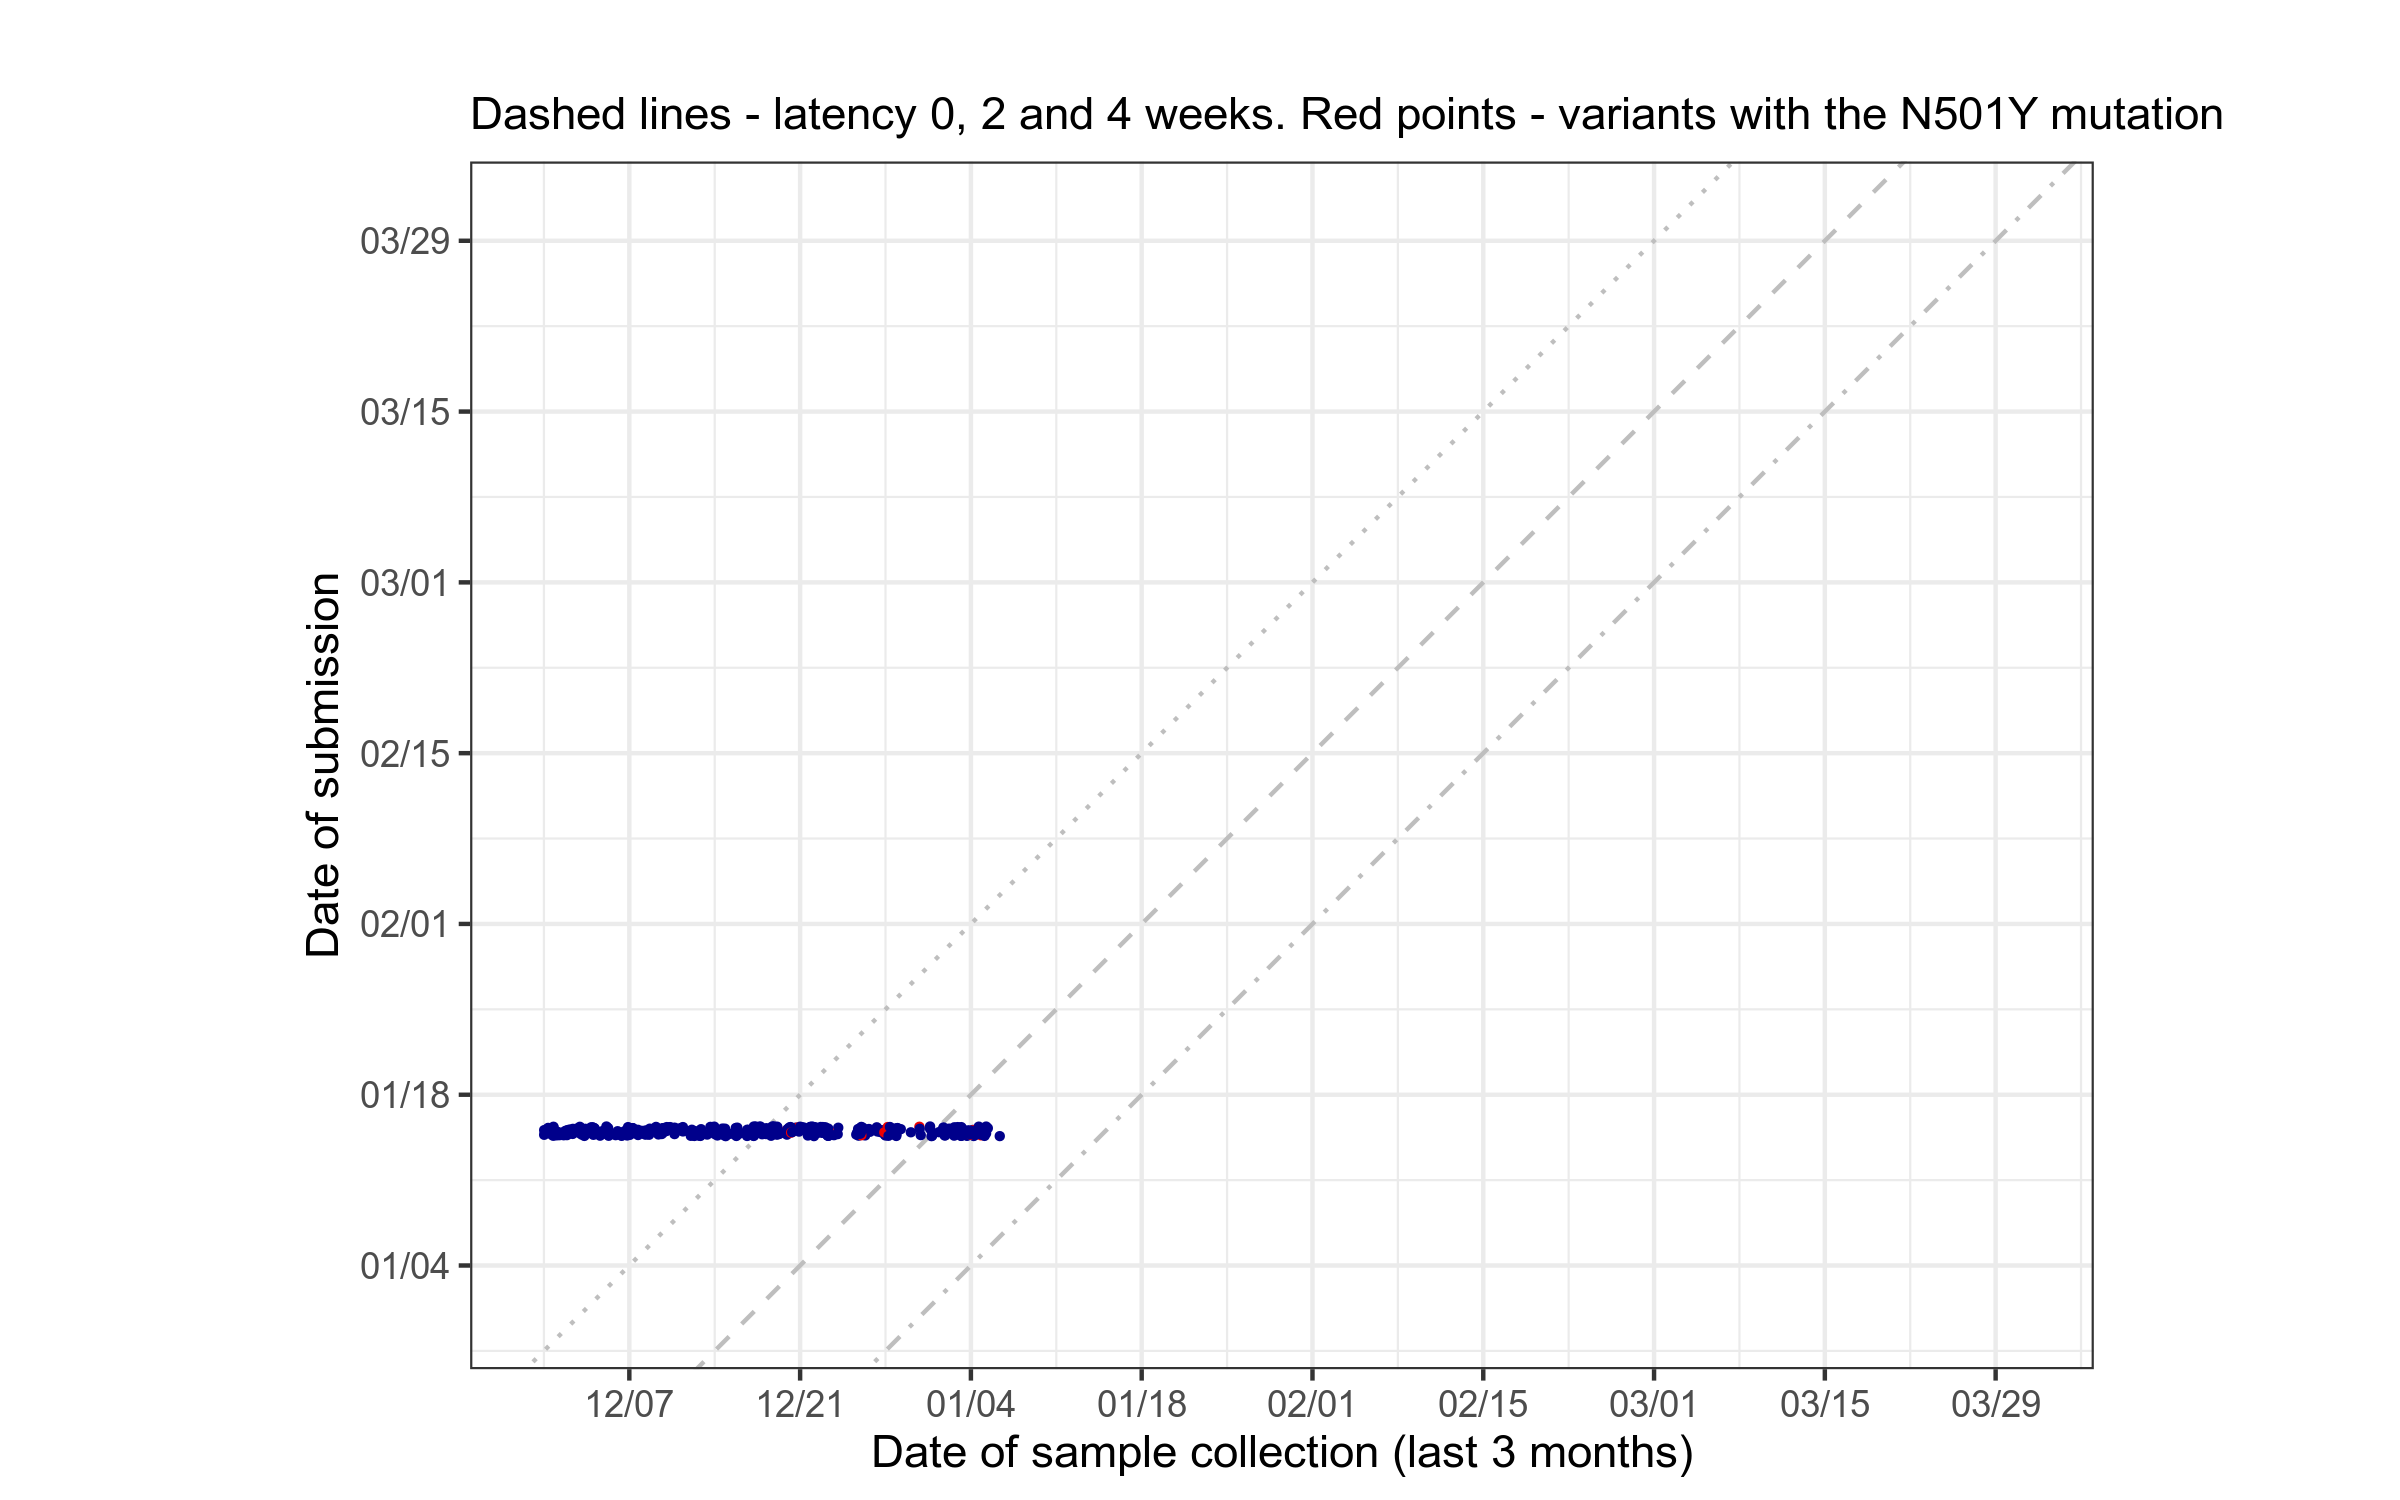 Dashed lines - latency 0, 2 and 4 weeks. Red points - variants with the N501Y mutation
Date of submission
03/29
03/15
03/01
02/15
02/01
01/18
01/04
12/07 12/21 01/04 01/18 02/01 02/15 03/01 03/15 03/29
Date of sample collection (last 3 months)